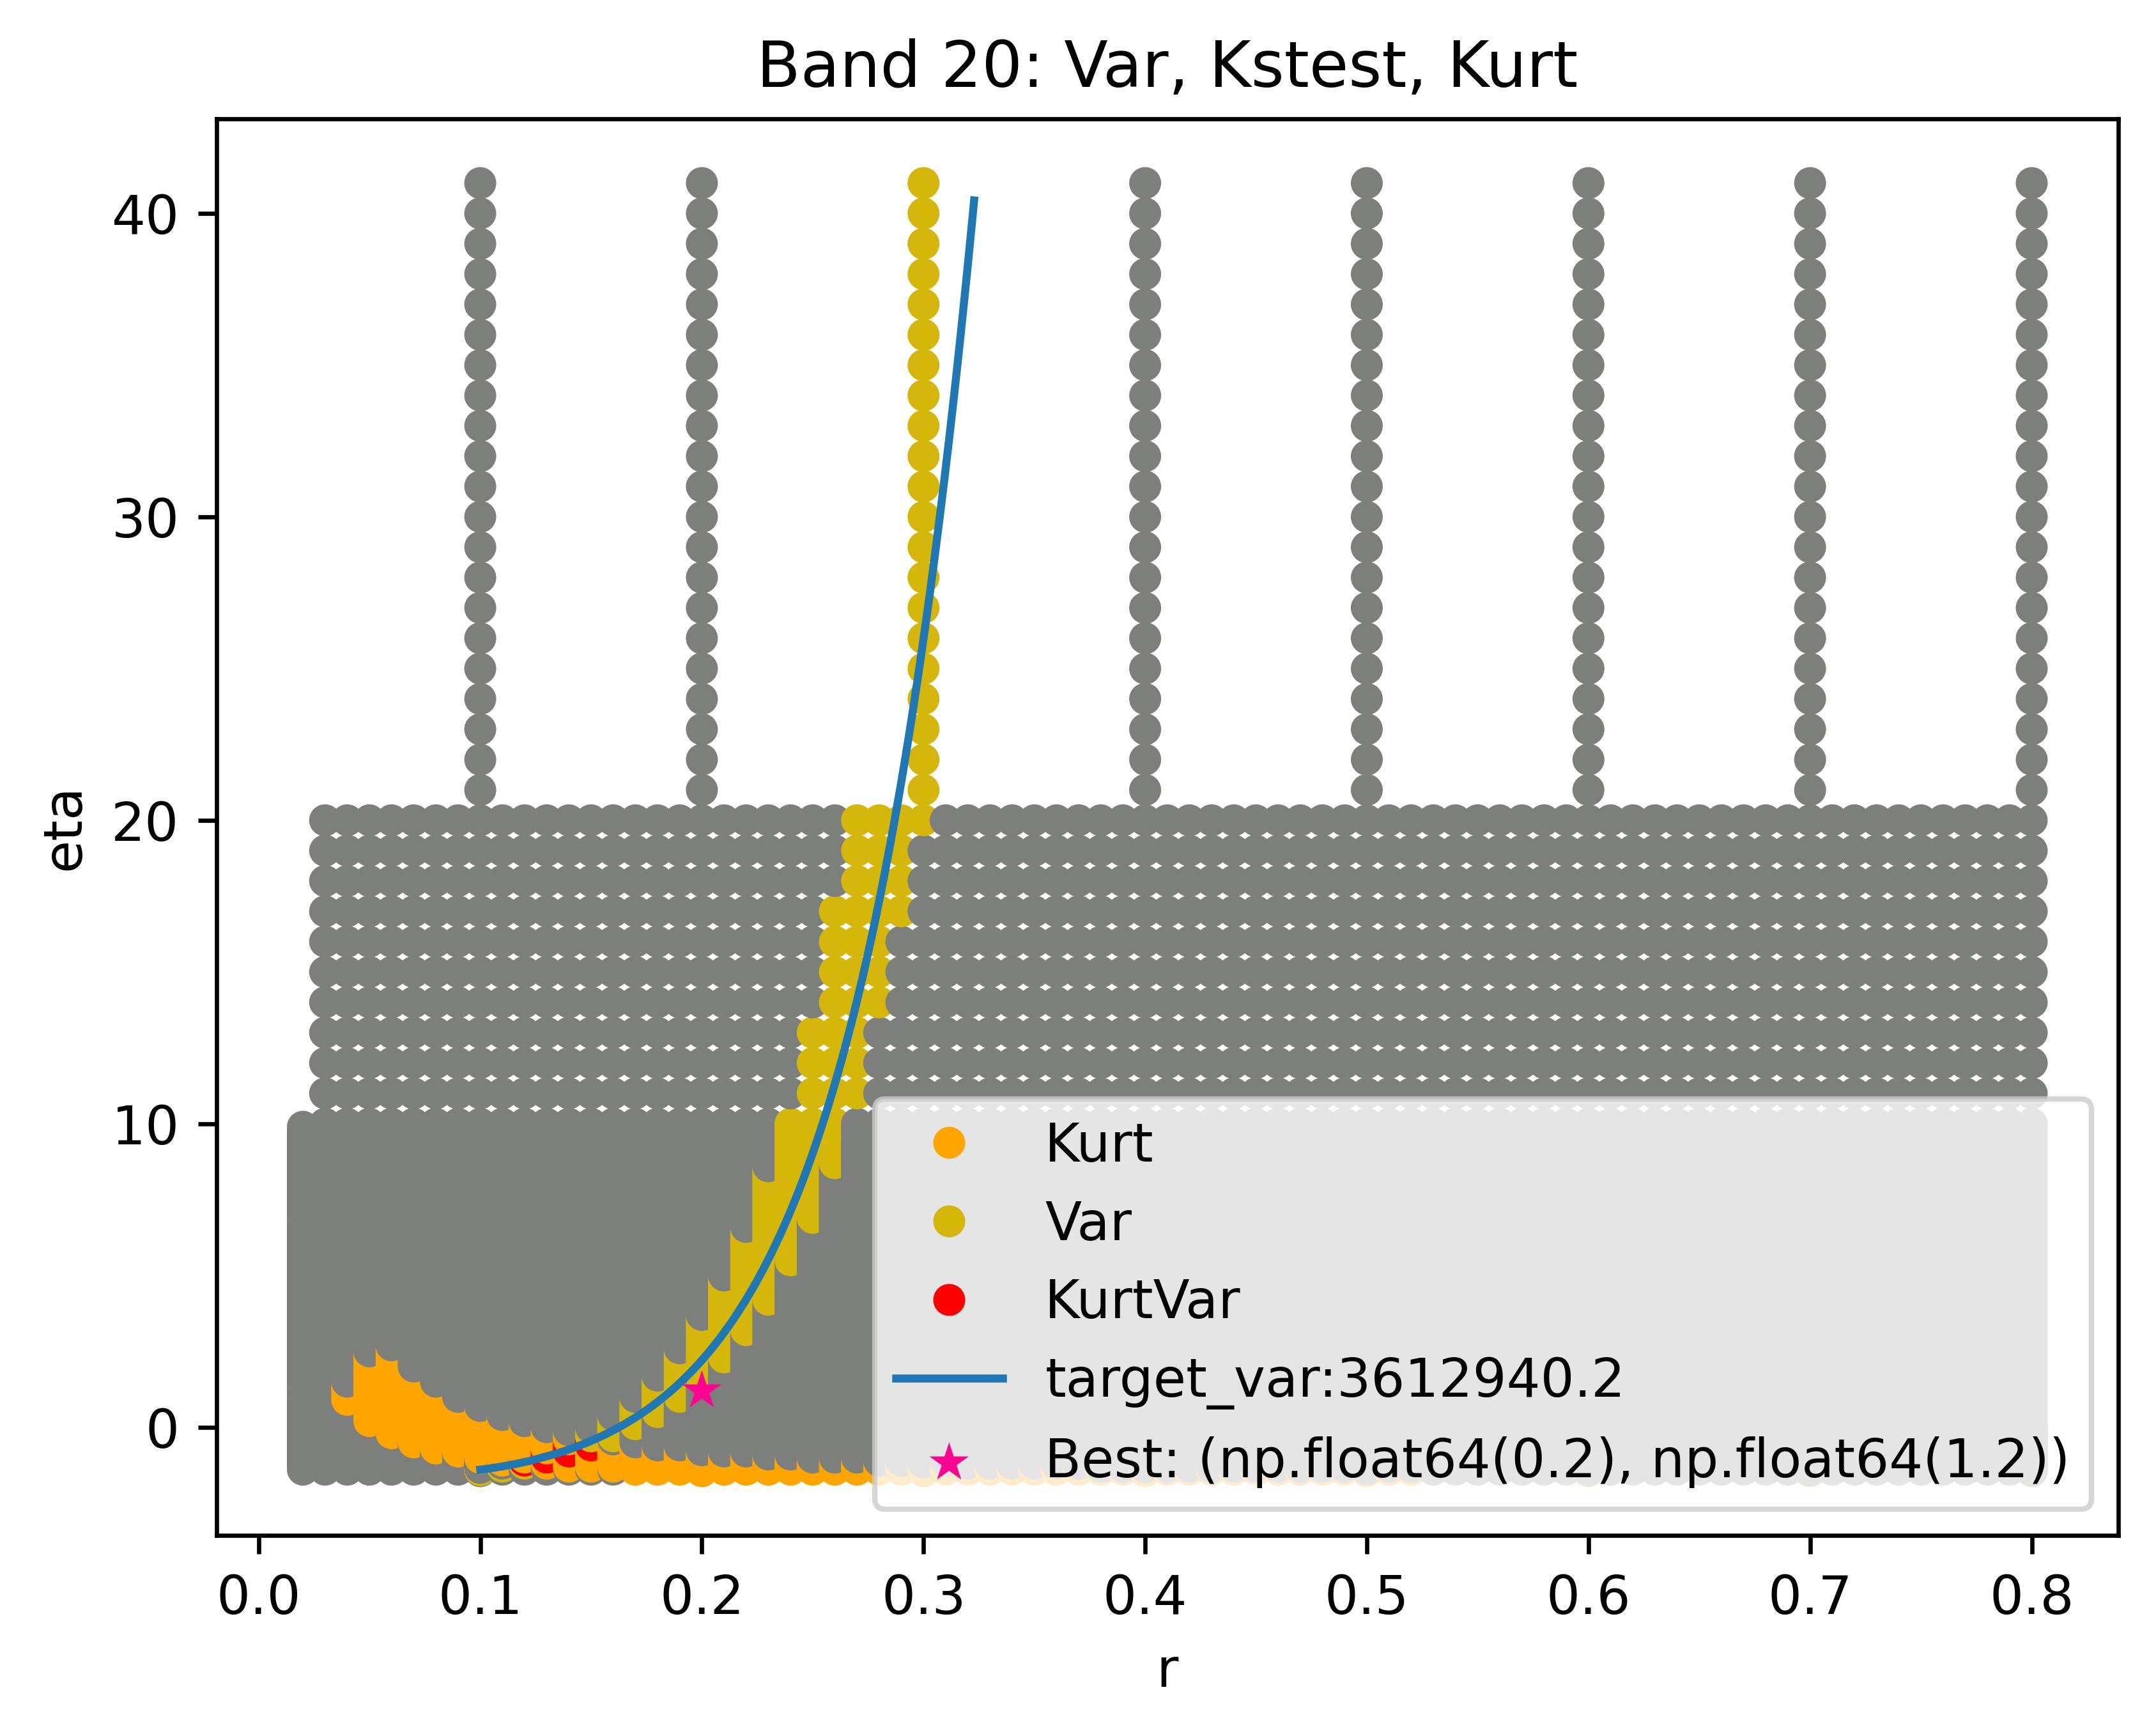 Band 20: Var, Kstest, Kurt
eta
40
30
20
10
0
Kurt
Var
KurtVar
target_var:3612940.2
Best: (np.float64(0.2), np.float64(1.2))
0.0 0.1 0.2 0.3 0.4 0.5 0.6 0.7 0.8
r